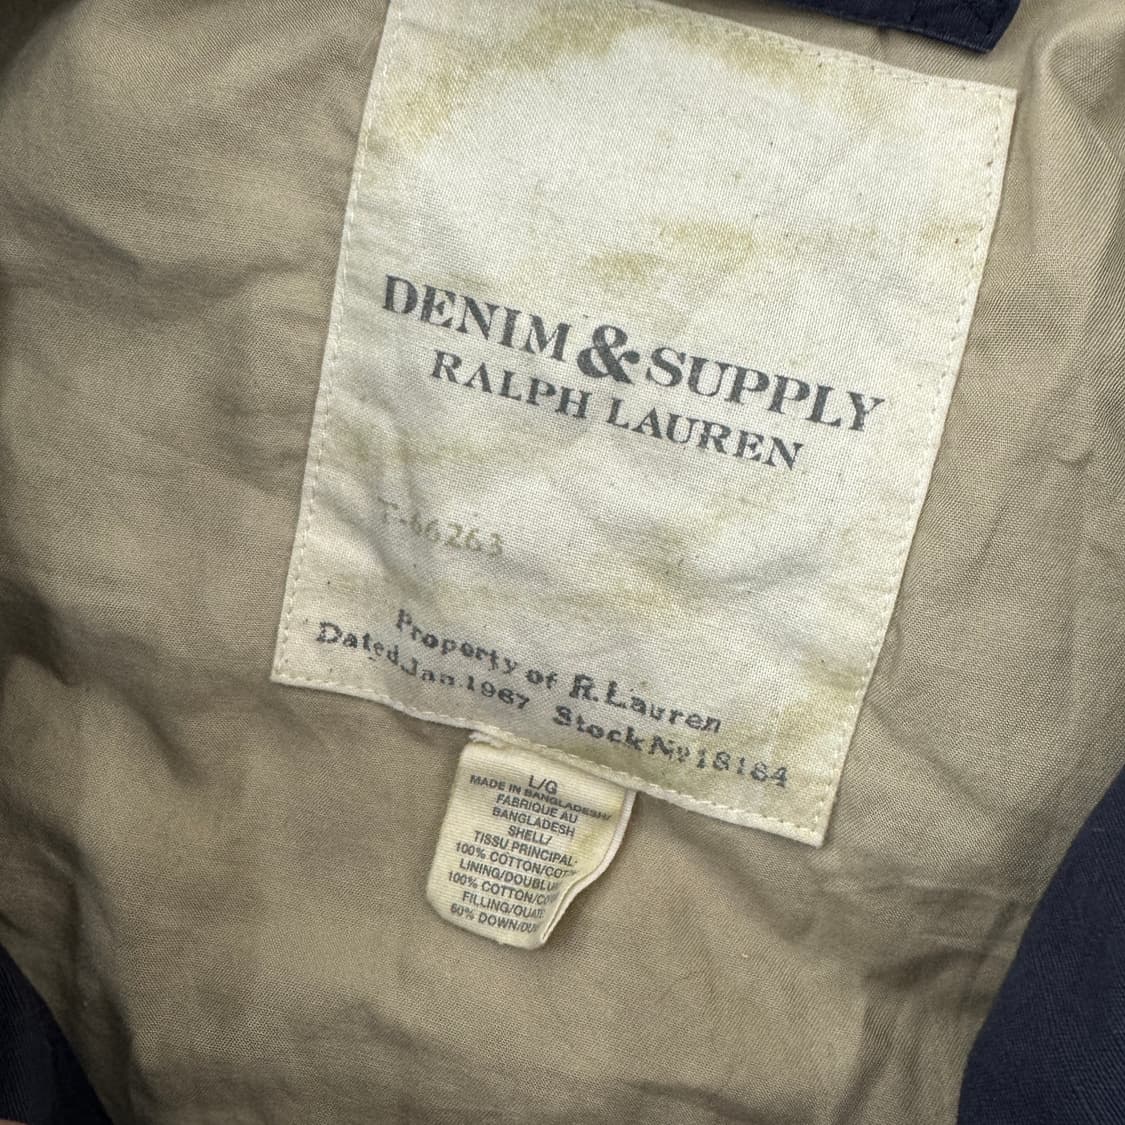 DENIM & SUPPLY
RALPH LAUREN
T-66263
Property of R.Lauren
Dated Jan.1967 Stock Nº 18184
L/G
MADE IN BANGLADESH/
FABRIQUE AU
BANGLADESH
SHELL/
TISSU PRINCIPAL:
100% COTTON/COT
LINING/DOUBLU
100% COTTON/CO
FILLING/OUATE
60% DOWN/DUV